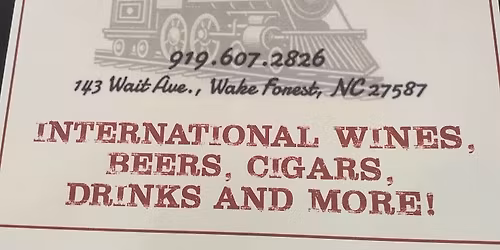 919.607.2826
143 Wait Ave., Wake Forest, NC 27587
INTERNATIONAL WINES,
BEERS, CIGARS,
DRINKS AND MORE!